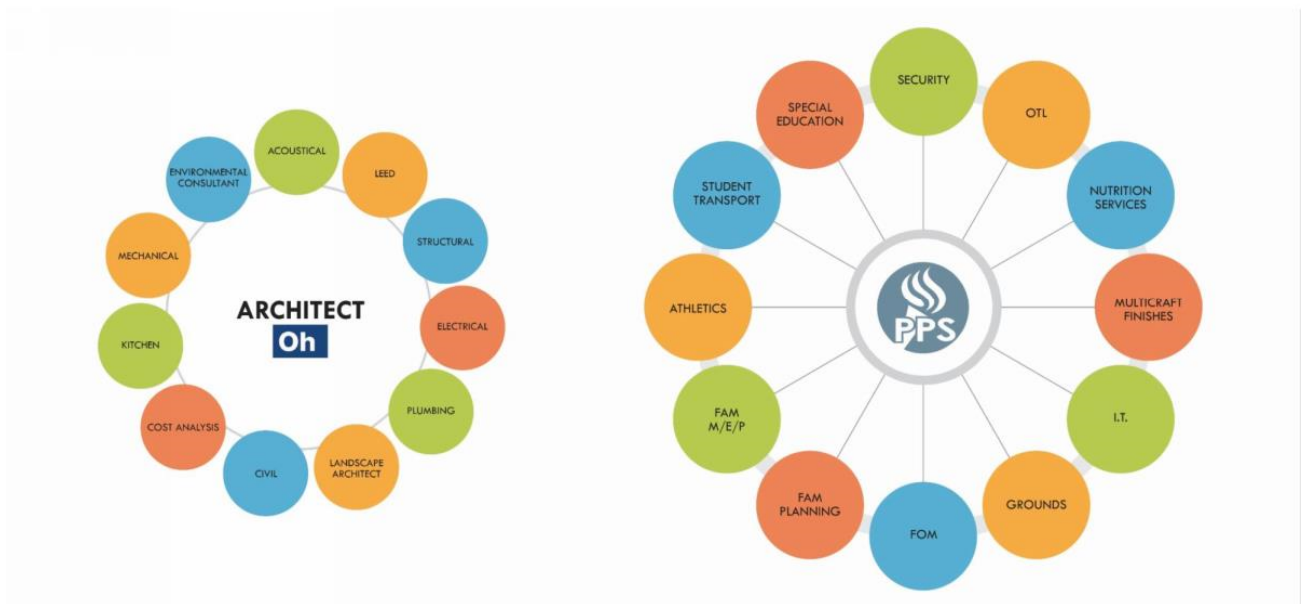 ACOUSTICAL
LEED
STRUCTURAL
ELECTRICAL
PLUMBING
LANDSCAPE
ARCHITECT
CIVIL
COST ANALYSIS
KITCHEN
MECHANICAL
ENVIRONMENTAL
CONSULTANT
ARCHITECT
Oh
SECURITY
OTL
NUTRITION
SERVICES
MULTICRAFT
FINISHES
I.T.
GROUNDS
FOM
FAM
PLANNING
FAM
M/E/P
ATHLETICS
STUDENT
TRANSPORT
SPECIAL
EDUCATION
PPS